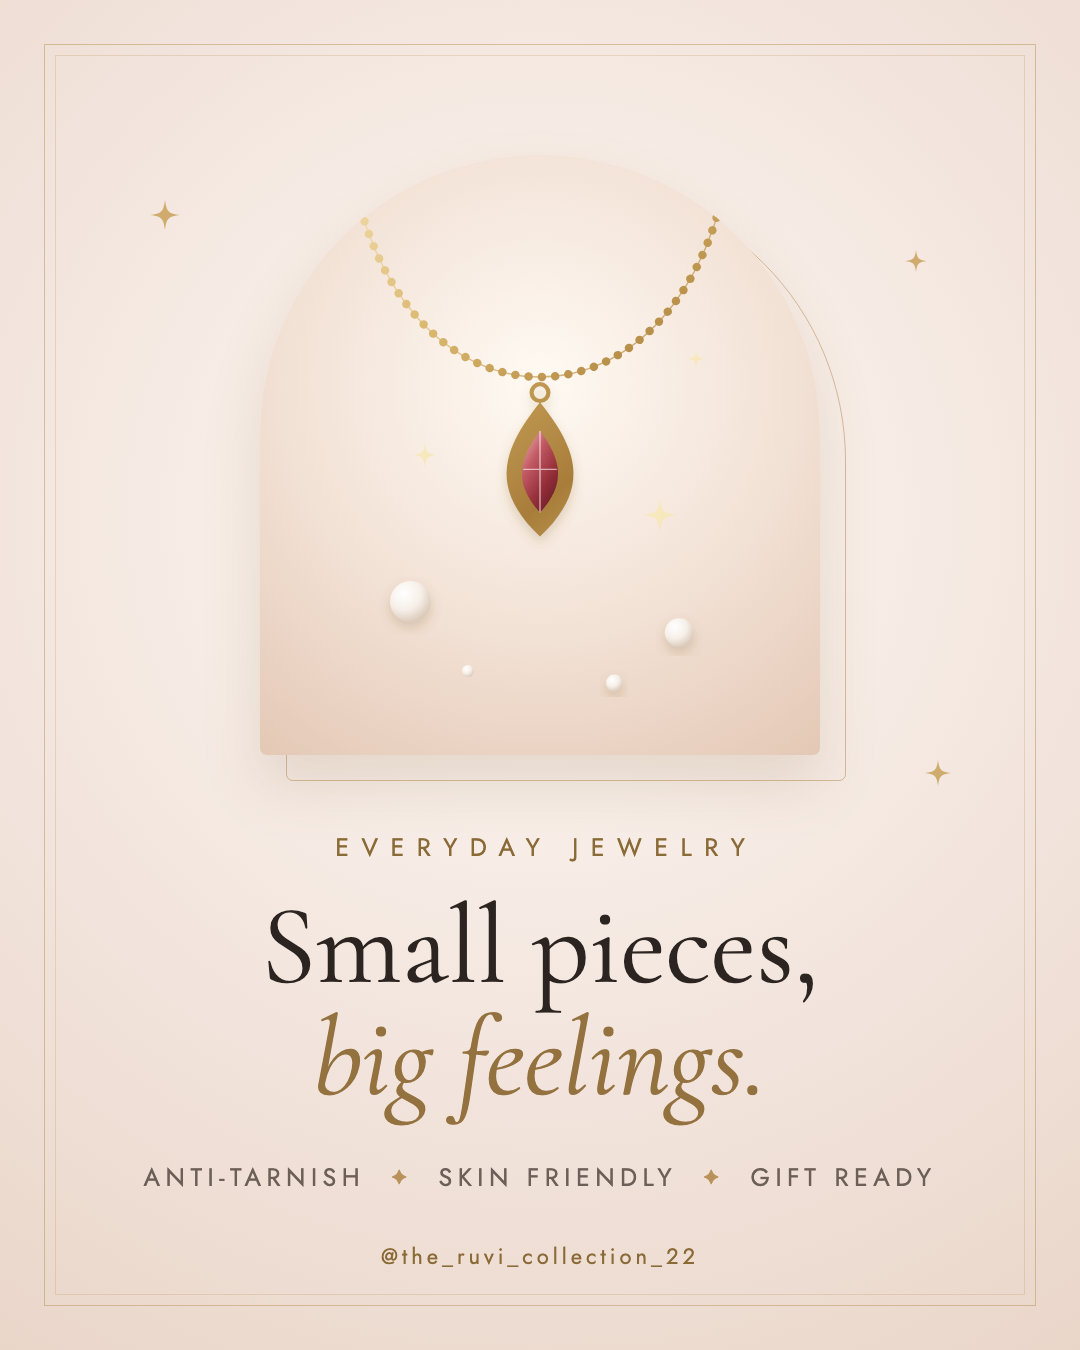 EVERYDAY JEWELRY
Small pieces,
big feelings.
ANTI-TARNISH ✦ SKIN FRIENDLY ✦ GIFT READY
@the_ruvi_collection_22